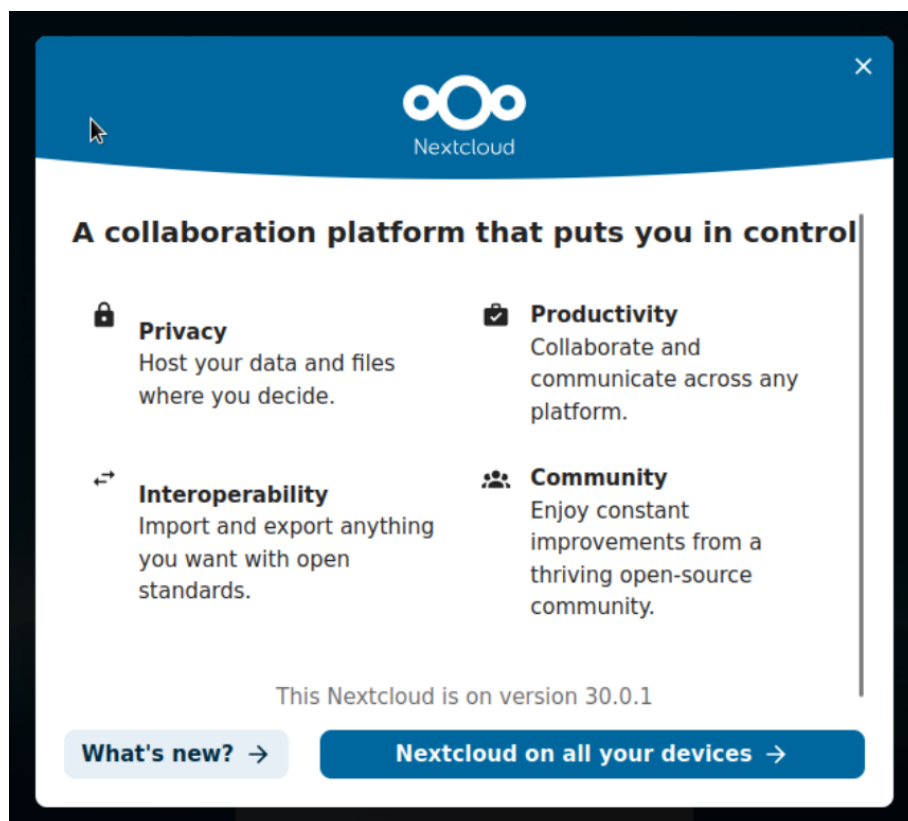 Nextcloud
A collaboration platform that puts you in control
Privacy
Host your data and files
where you decide.
Productivity
Collaborate and
communicate across any
platform.
Interoperability
Import and export anything
you want with open
standards.
Community
Enjoy constant
improvements from a
thriving open-source
community.
This Nextcloud is on version 30.0.1
What's new? →
Nextcloud on all your devices →